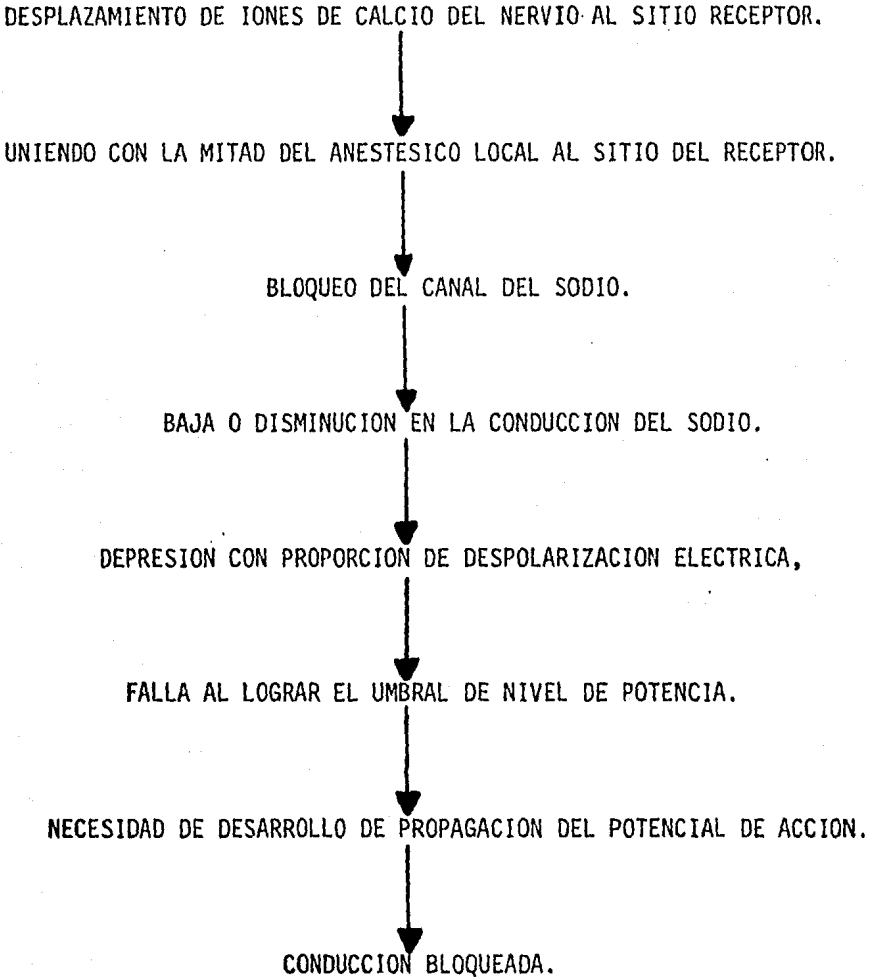 DESPLAZAMIENTO DE IONES DE CALCIO DEL NERVIO AL SITIO RECEPTOR.
UNIENDO CON LA MITAD DEL ANESTESICO LOCAL AL SITIO DEL RECEPTOR.
BLOQUEO DEL CANAL DEL SODIO.
BAJA O DISMINUCION EN LA CONDUCCION DEL SODIO.
DEPRESION CON PROPORCION DE DESPOLARIZACION ELECTRICA,
FALLA AL LOGRAR EL UMBRAL DE NIVEL DE POTENCIA.
NECESIDAD DE DESARROLLO DE PROPAGACION DEL POTENCIAL DE ACCION.
CONDUCCION BLOQUEADA.